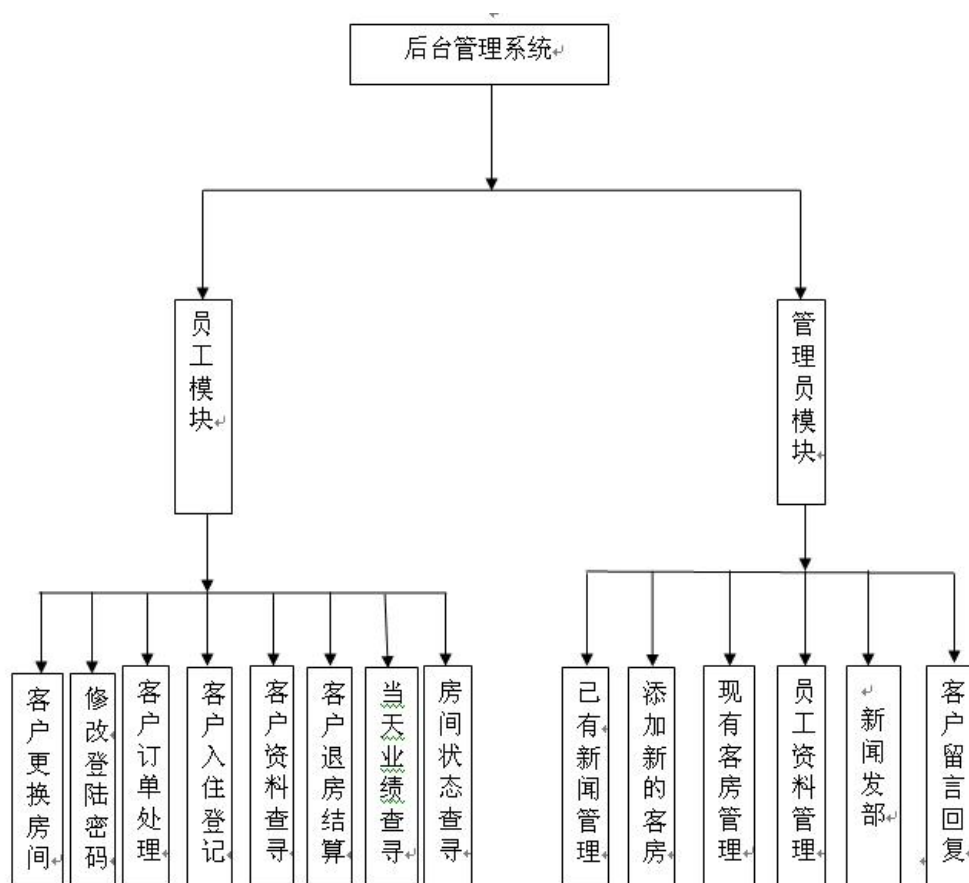 后台管理系统
员工模块
管理员模块
客户更换房间
修改登陆密码
客户订单处理
客户入住登记
客户资料查寻
客户退房结算
当天业绩查寻
房间状态查寻
已有新闻管理
添加新的客房
现有客房管理
员工资料管理
新闻发部
客户留言回复